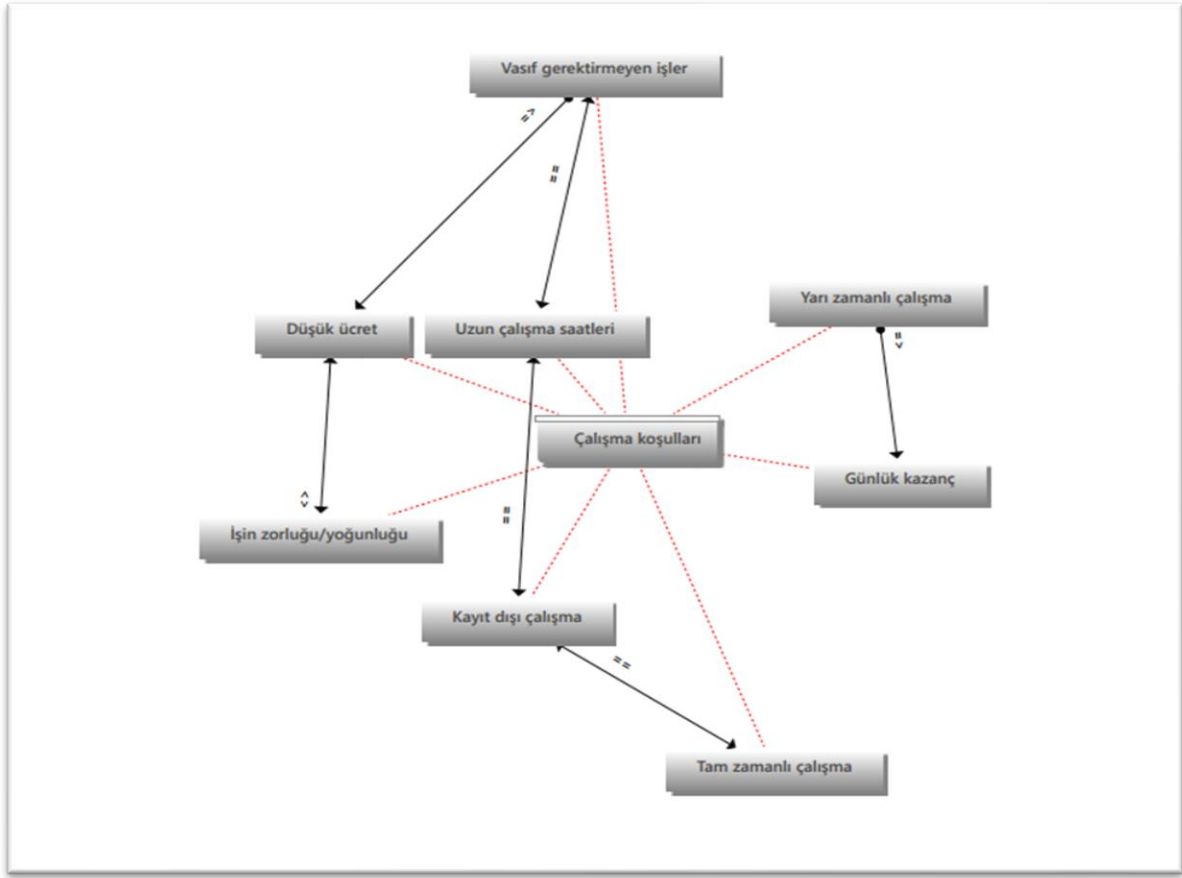 Vasıf gerektirmeyen işler
=>
==
Yarı zamanlı çalışma
Düşük ücret
Uzun çalışma saatleri
=>
Çalışma koşulları
Günlük kazanç
<>
==
İşin zorluğu/yoğunluğu
Kayıt dışı çalışma
==
Tam zamanlı çalışma